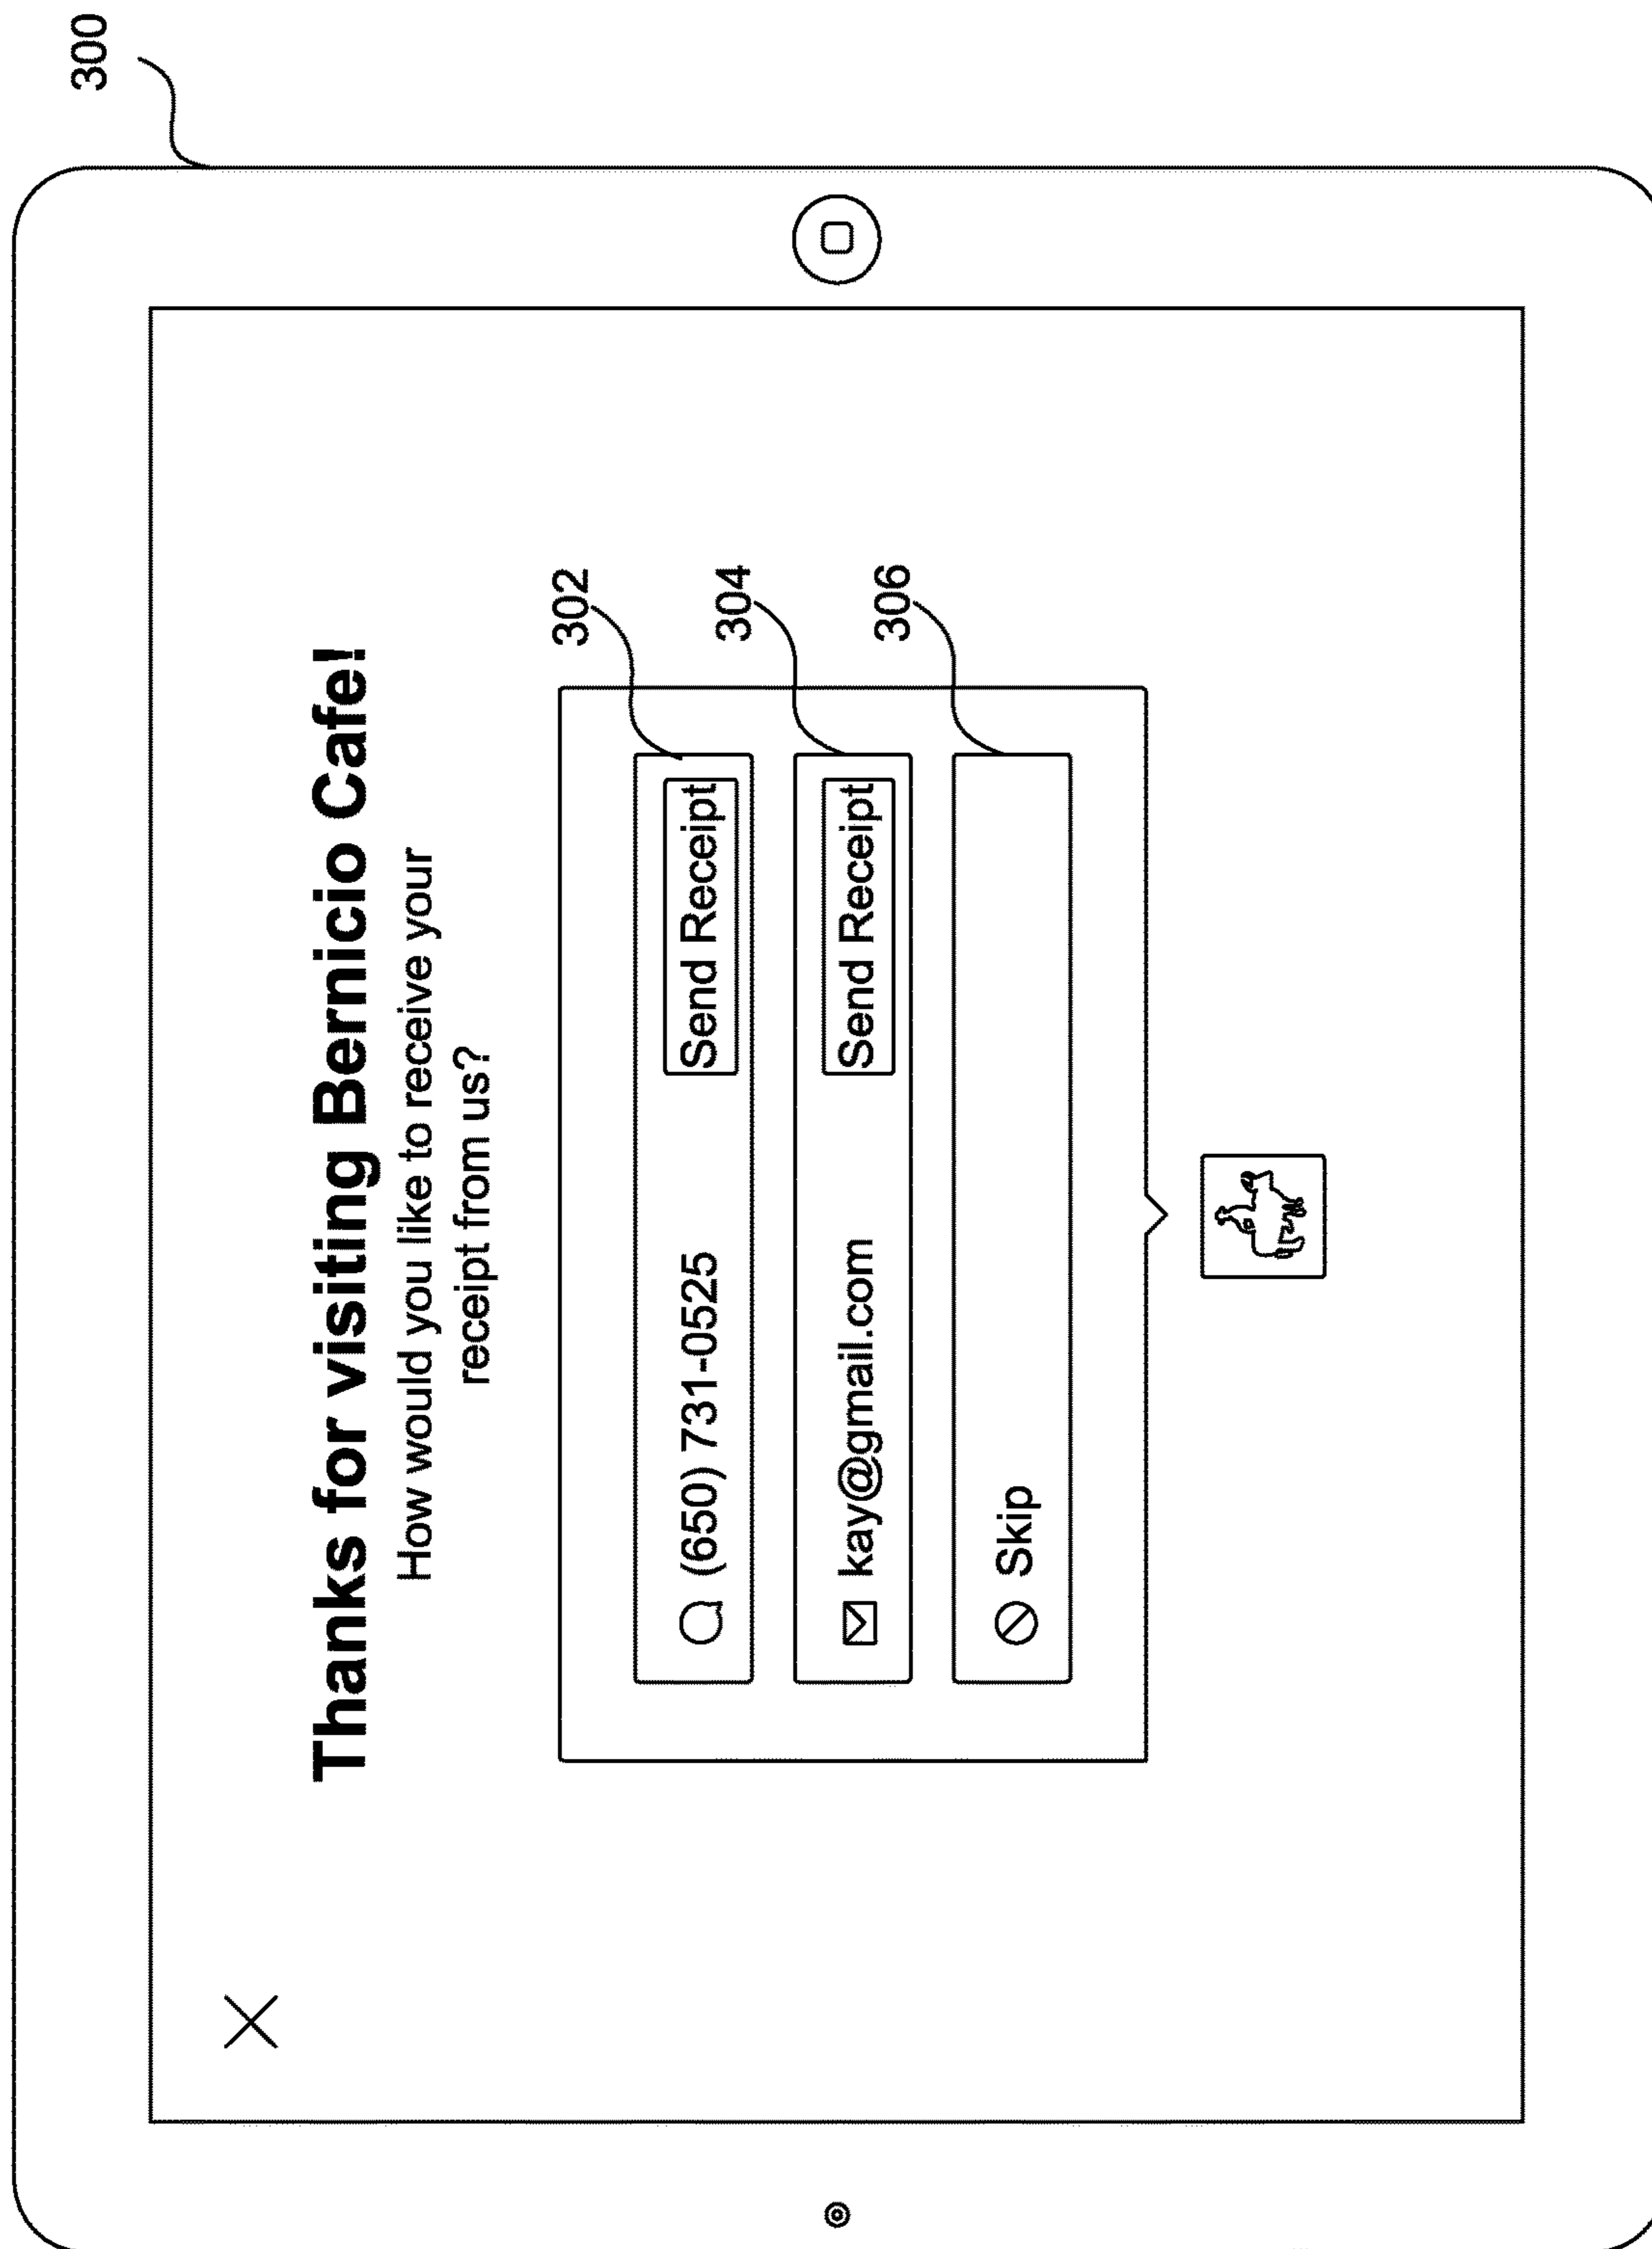 300
Thanks for visiting Bernicio Cafe!
How would you like to receive your
receipt from us?
302
(650) 731-0525 Send Receipt
304
kay@gmail.com Send Receipt
306
Skip